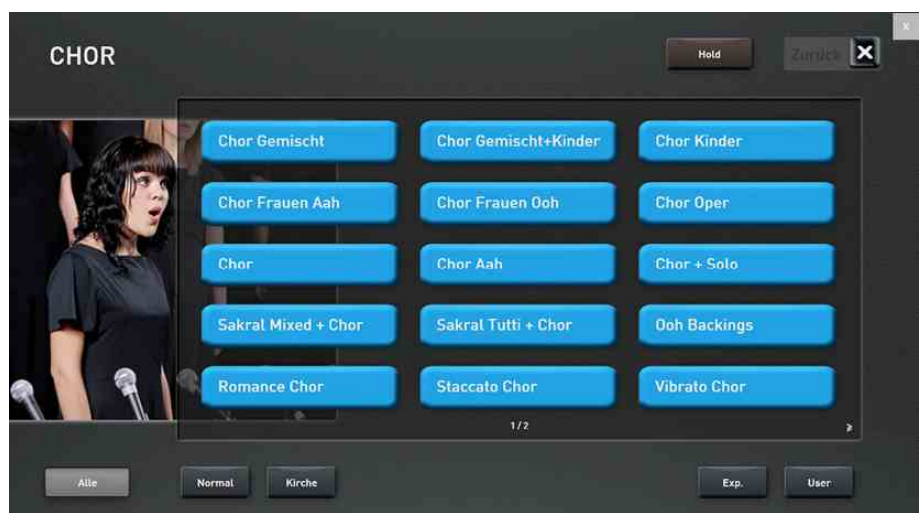 x
CHOR
Hold
Zurück
Chor Gemischt
Chor Gemischt+Kinder
Chor Kinder
Chor Frauen Aah
Chor Frauen Ooh
Chor Oper
Chor
Chor Aah
Chor + Solo
Sakral Mixed + Chor
Sakral Tutti + Chor
Ooh Backings
Romance Chor
Staccato Chor
Vibrato Chor
1/2
Alle
Normal
Kirche
Exp.
User